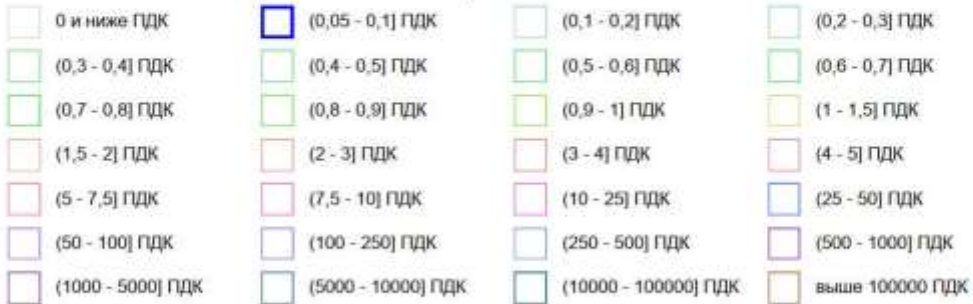 0 и ниже ПДК (0,05 - 0,1] ПДК (0,1 - 0,2] ПДК (0,2 - 0,3] ПДК
(0,3 - 0,4] ПДК (0,4 - 0,5] ПДК (0,5 - 0,6] ПДК (0,6 - 0,7] ПДК
(0,7 - 0,8] ПДК (0,8 - 0,9] ПДК (0,9 - 1] ПДК (1 - 1,5] ПДК
(1,5 - 2] ПДК (2 - 3] ПДК (3 - 4] ПДК (4 - 5] ПДК
(5 - 7,5] ПДК (7,5 - 10] ПДК (10 - 25] ПДК (25 - 50] ПДК
(50 - 100] ПДК (100 - 250] ПДК (250 - 500] ПДК (500 - 1000] ПДК
(1000 - 5000] ПДК (5000 - 10000] ПДК (10000 - 100000] ПДК выше 100000 ПДК